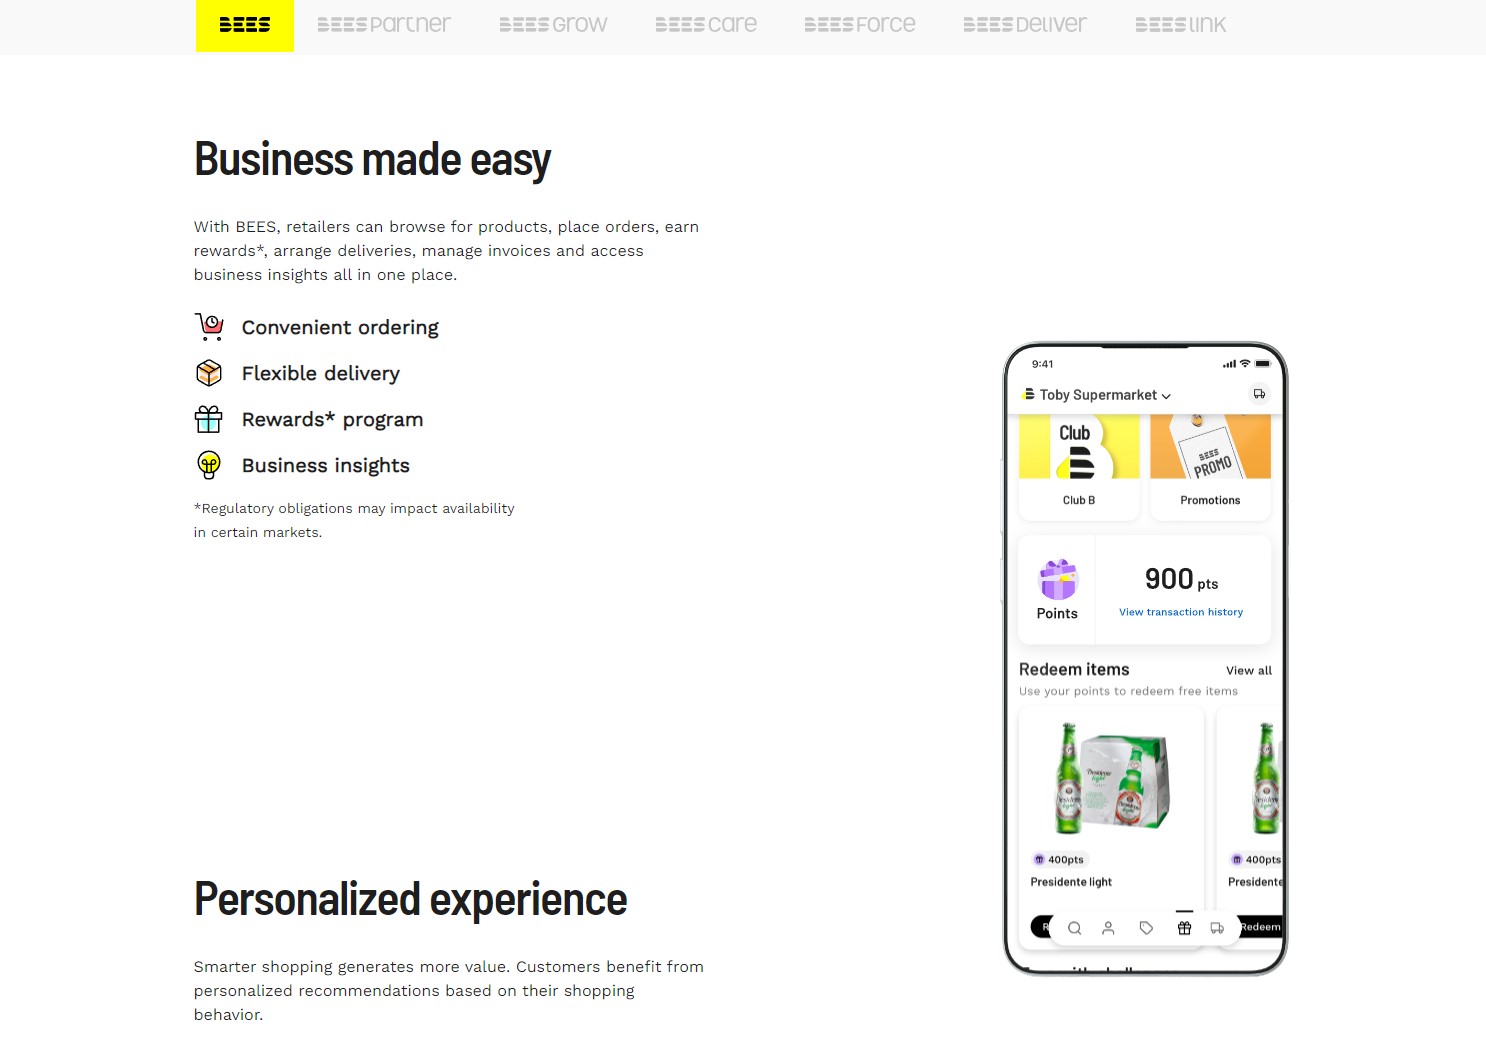 BEES BEES Partner BEES Grow BEES care BEES Force BEES Deliver BEES link
Business made easy
With BEES, retailers can browse for products, place orders, earn
rewards*, arrange deliveries, manage invoices and access
business insights all in one place.
Convenient ordering
Flexible delivery
Rewards* program
Business insights
*Regulatory obligations may impact availability
in certain markets.
Personalized experience
Smarter shopping generates more value. Customers benefit from
personalized recommendations based on their shopping
behavior.
9:41
Toby Supermarket
Club
BEES
PROMO
Club B
Promotions
Points
900 pts
View transaction history
Redeem items
View all
Use your points to redeem free items
Presidente
light
400pts
400pts
Presidente light
Presidente
Redeem